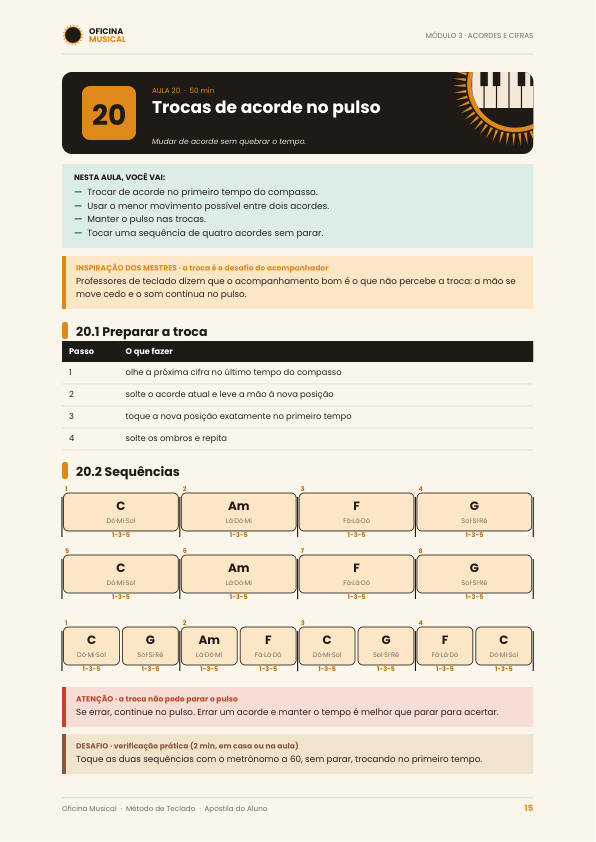 OFICINA
MUSICAL
MÓDULO 3 · ACORDES E CIFRAS
20
AULA 20 · 50 min
Trocas de acorde no pulso
Mudar de acorde sem quebrar o tempo.
NESTA AULA, VOCÊ VAI:
— Trocar de acorde no primeiro tempo do compasso.
— Usar o menor movimento possível entre dois acordes.
— Manter o pulso nas trocas.
— Tocar uma sequência de quatro acordes sem parar.
INSPIRAÇÃO DOS MESTRES · a troca é o desafio do acompanhador
Professores de teclado dizem que o acompanhamento bom é o que não percebe a troca: a mão se
move cedo e o som continua no pulso.
20.1 Preparar a troca
Passo O que fazer
1 olhe a próxima cifra no último tempo do compasso
2 solte o acorde atual e leve a mão à nova posição
3 toque a nova posição exatamente no primeiro tempo
4 solte os ombros e repita
20.2 Sequências
1 2 3 4
C Am F G
Dó·Mi·Sol Lá·Dó·Mi Fá·Lá·Dó Sol·Si·Ré
1-3-5 1-3-5 1-3-5 1-3-5
5 6 7 8
C Am F G
Dó·Mi·Sol Lá·Dó·Mi Fá·Lá·Dó Sol·Si·Ré
1-3-5 1-3-5 1-3-5 1-3-5
1 2 3 4
C G Am F C G F C
Dó·Mi·Sol Sol·Si·Ré Lá·Dó·Mi Fá·Lá·Dó Dó·Mi·Sol Sol·Si·Ré Fá·Lá·Dó Dó·Mi·Sol
1-3-5 1-3-5 1-3-5 1-3-5 1-3-5 1-3-5 1-3-5 1-3-5
ATENÇÃO · a troca não pode parar o pulso
Se errar, continue no pulso. Errar um acorde e manter o tempo é melhor que parar para acertar.
DESAFIO · verificação prática (2 min, em casa ou na aula)
Toque as duas sequências com o metrônomo a 60, sem parar, trocando no primeiro tempo.
Oficina Musical · Método de Teclado · Apostila do Aluno
15